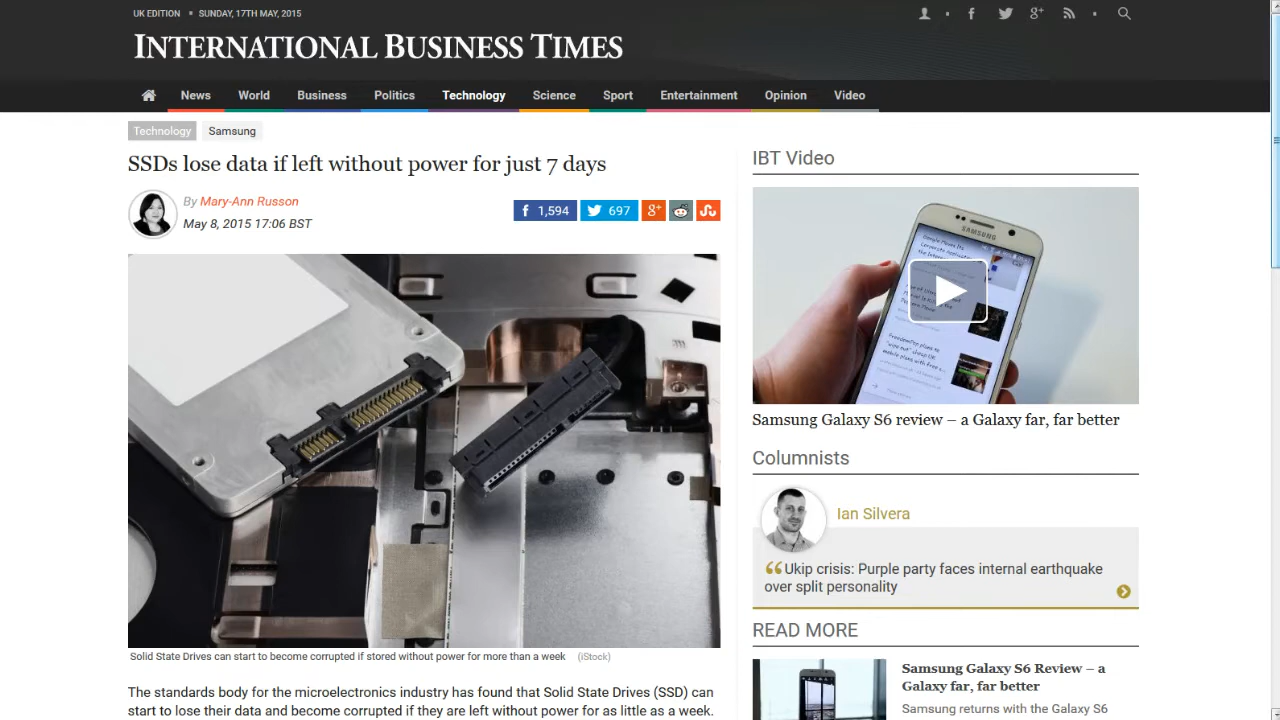 UK EDITION SUNDAY, 17TH MAY, 2015
INTERNATIONAL BUSINESS TIMES
News World Business Politics Technology Science Sport Entertainment Opinion Video
Technology Samsung
SSDs lose data if left without power for just 7 days
By Mary-Ann Russon
May 8, 2015 17:06 BST
1,594 697
Solid State Drives can start to become corrupted if stored without power for more than a week (iStock)
The standards body for the microelectronics industry has found that Solid State Drives (SSD) can
start to lose their data and become corrupted if they are left without power for as little as a week.
IBT Video
SAMSUNG
Samsung Galaxy S6 review – a Galaxy far, far better
Columnists
Ian Silvera
Ukip crisis: Purple party faces internal earthquake
over split personality
READ MORE
Samsung Galaxy S6 Review – a
Galaxy far, far better
Samsung returns with the Galaxy S6